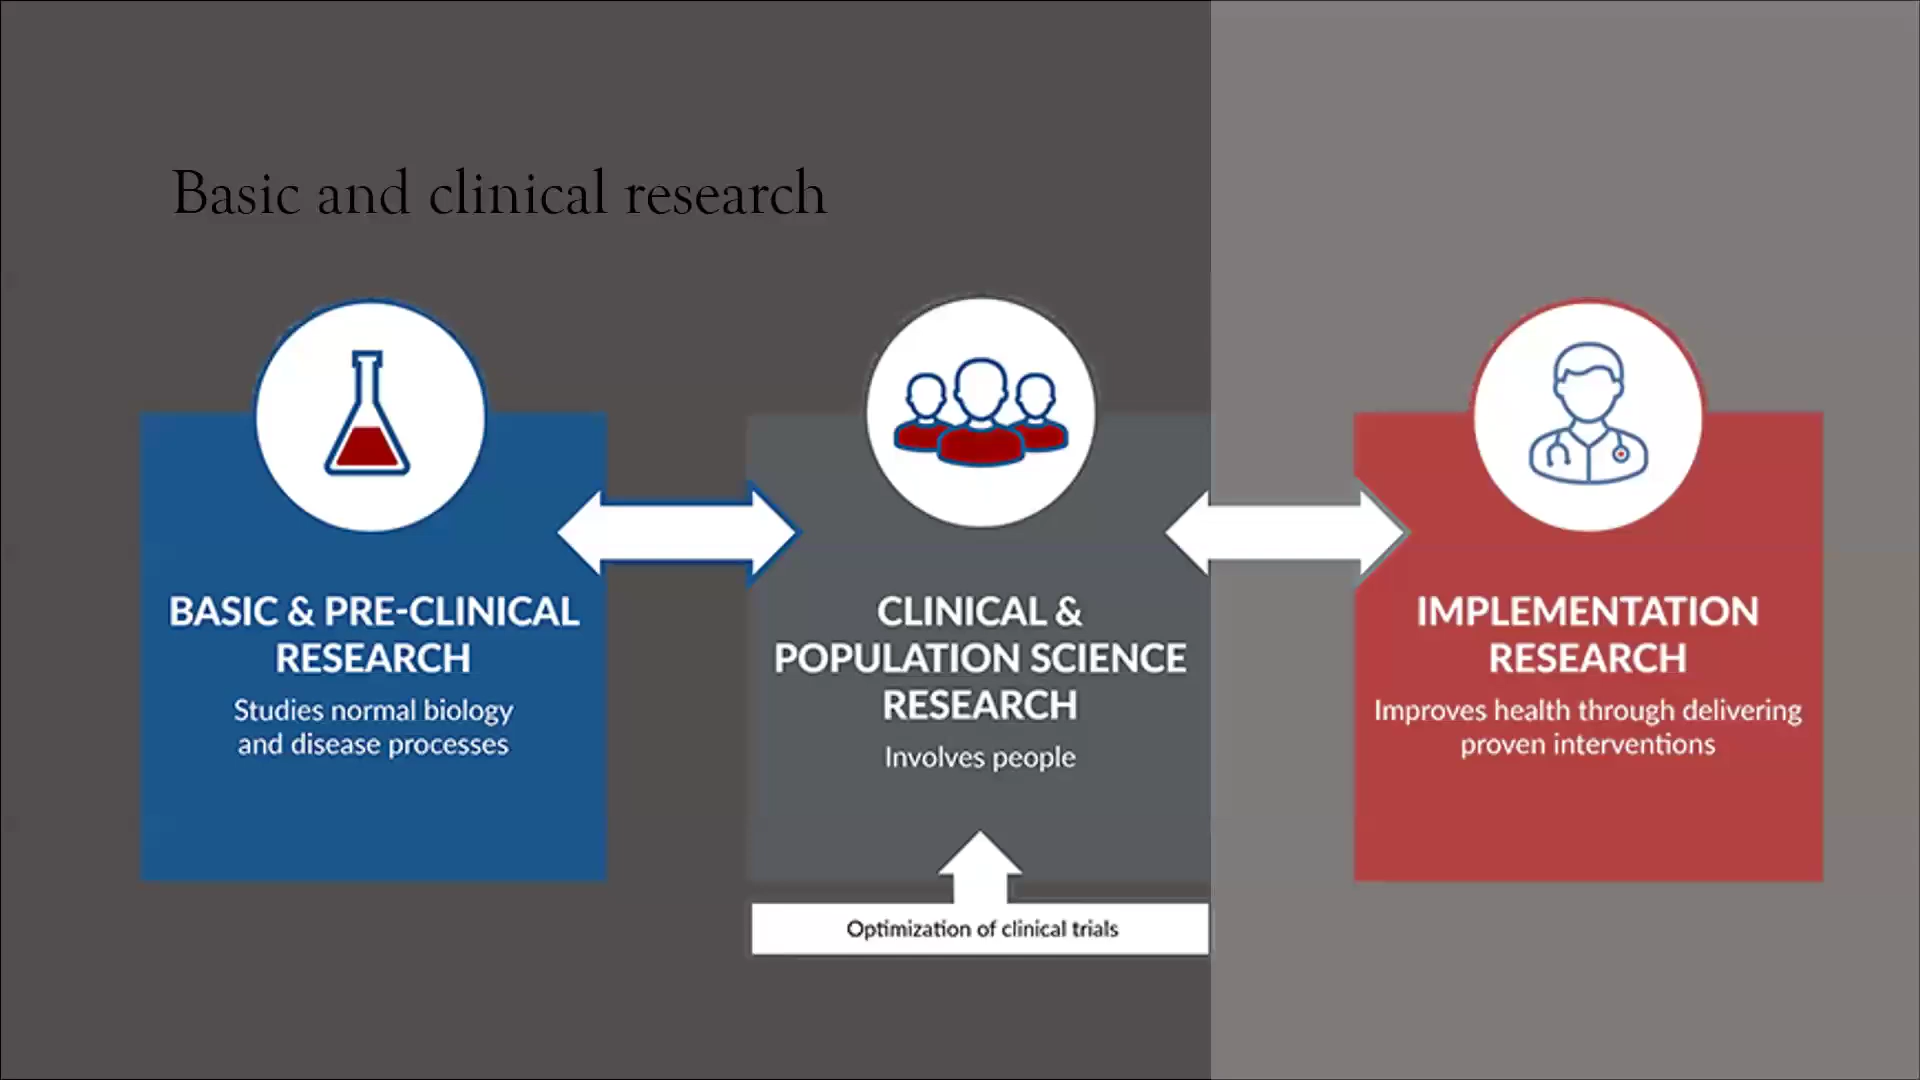 Basic and clinical research
BASIC & PRE-CLINICAL
RESEARCH
Studies normal biology
and disease processes
CLINICAL &
POPULATION SCIENCE
RESEARCH
Involves people
Optimization of clinical trials
IMPLEMENTATION
RESEARCH
Improves health through delivering
proven interventions